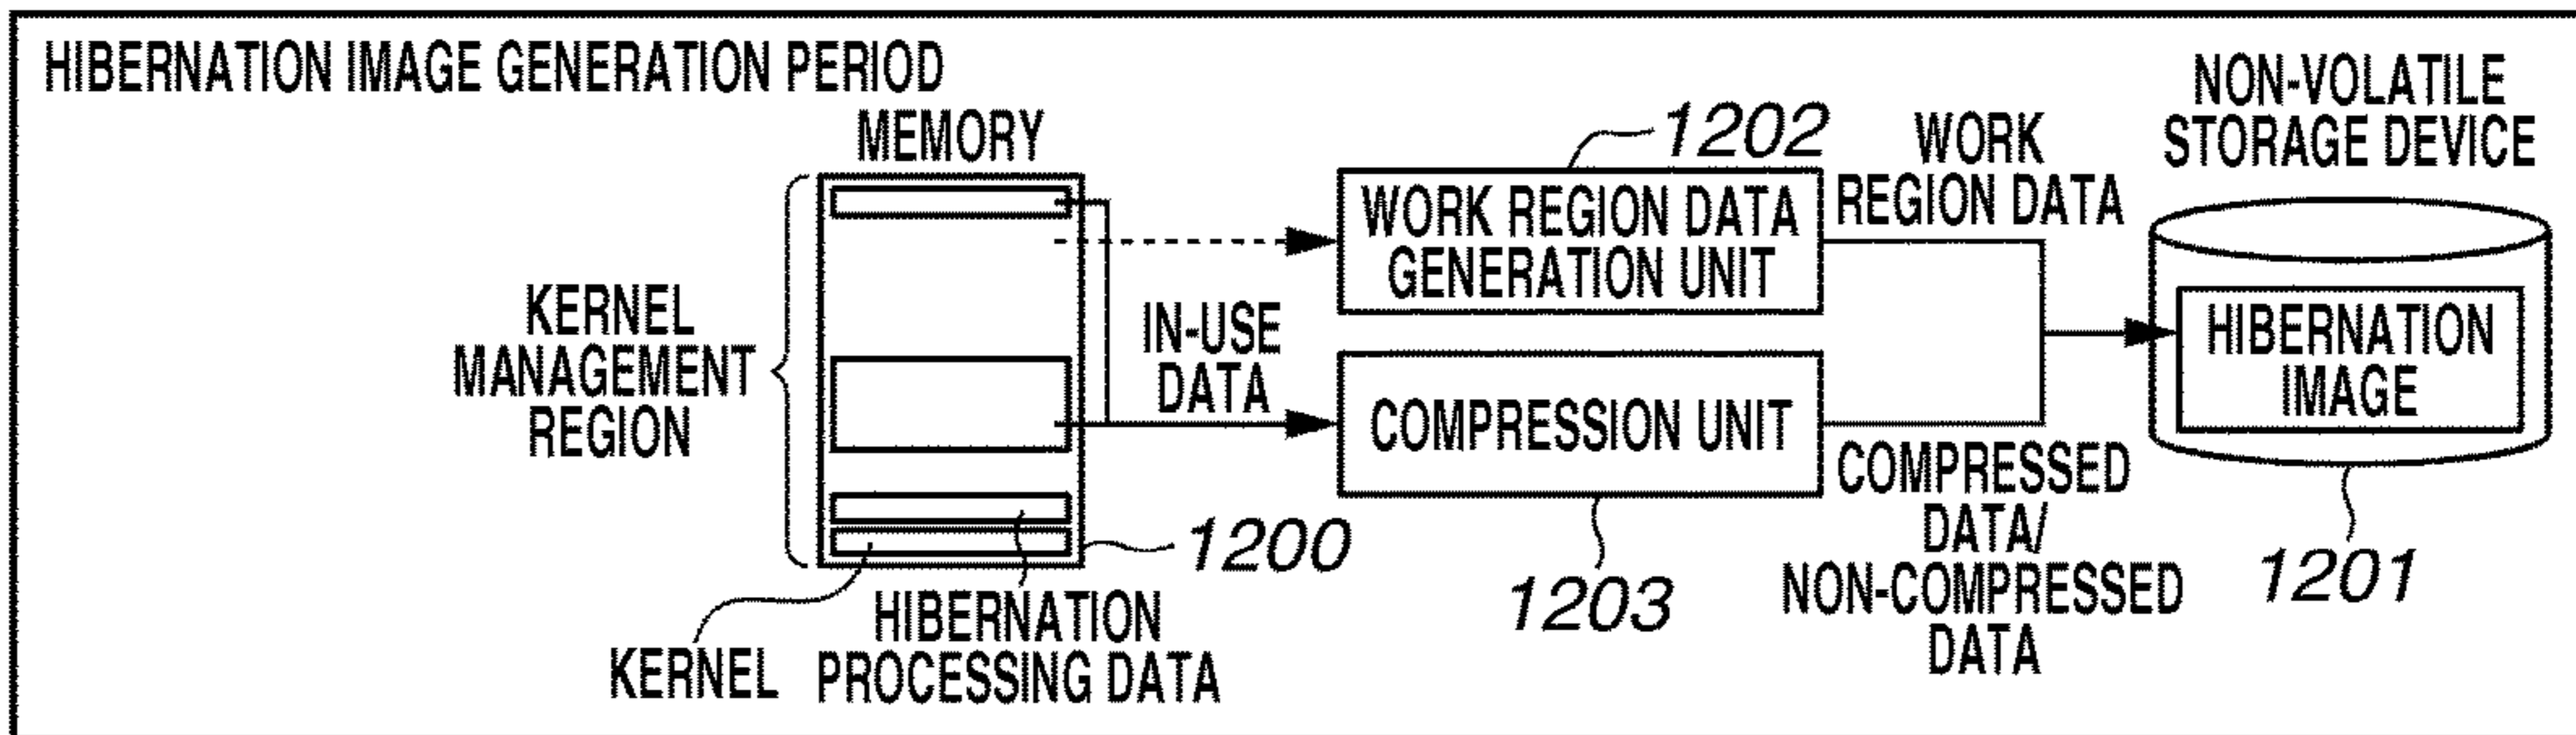 HIBERNATION IMAGE GENERATION PERIOD
MEMORY
KERNEL
MANAGEMENT
REGION
IN-USE
DATA
1202
WORK REGION DATA
GENERATION UNIT
WORK
REGION DATA
NON-VOLATILE
STORAGE DEVICE
HIBERNATION
IMAGE
COMPRESSION UNIT
COMPRESSED
DATA/
NON-COMPRESSED
DATA
1200
1203
1201
HIBERNATION
PROCESSING DATA
KERNEL